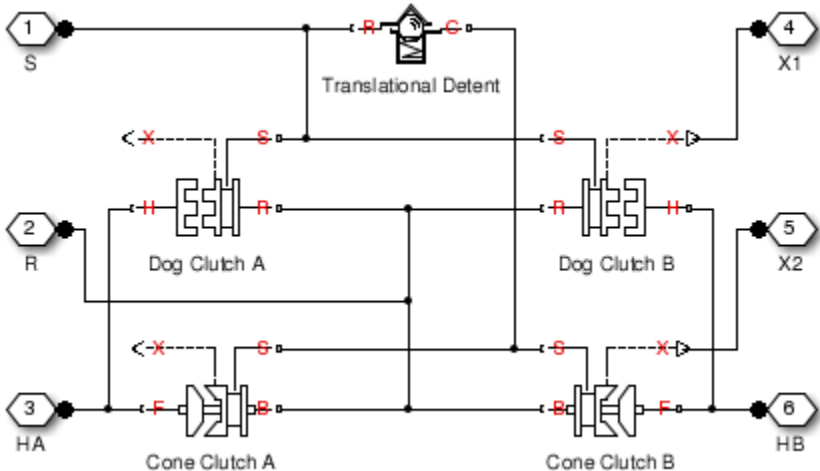 1
R
C
4
S
Translational Detent
X1
X
S
S
X
H
R
R
H
2
5
R
Dog Clutch A
Dog Clutch B
X2
X
S
S
X
3
F
B
B
F
6
HA
Cone Clutch A
Cone Clutch B
HB